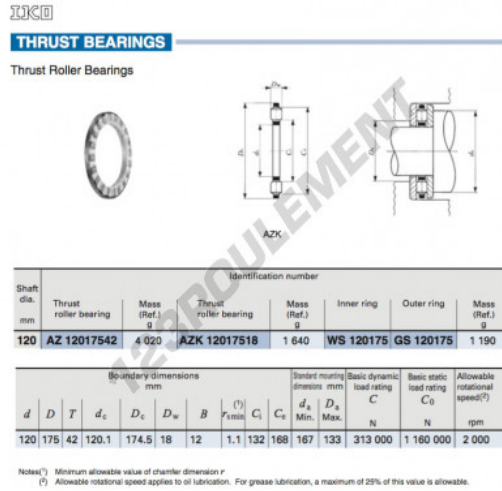 IKO
THRUST BEARINGS
Thrust Roller Bearings
AZK
123ROULEMENT
Identification number
Shaft dia. mm
Thrust roller bearing
Mass (Ref.) g
Thrust roller bearing
Mass (Ref.) g
Inner ring
Outer ring
Mass (Ref.) g
120 AZ 12017542 4 020 AZK 12017518 1 640 WS 120175 GS 120175 1 190
Boundary dimensions mm
Standard mounting dimensions mm
Basic dynamic load rating C N
Basic static load rating C0 N
Allowable rotational speed(2) rpm
d D T dc Dc Dw B rs min(1) Ci Ce da Min. Da Max.
120 175 42 120.1 174.5 18 12 1.1 132 168 167 133 313 000 1 160 000 2 000
Notes(1) Minimum allowable value of chamfer dimension r
(2) Allowable rotational speed applies to oil lubrication. For grease lubrication, a maximum of 25% of this value is allowable.